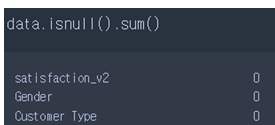 data.isnull().sum()
satisfaction_v2 0
Gender 0
Customer Type 0